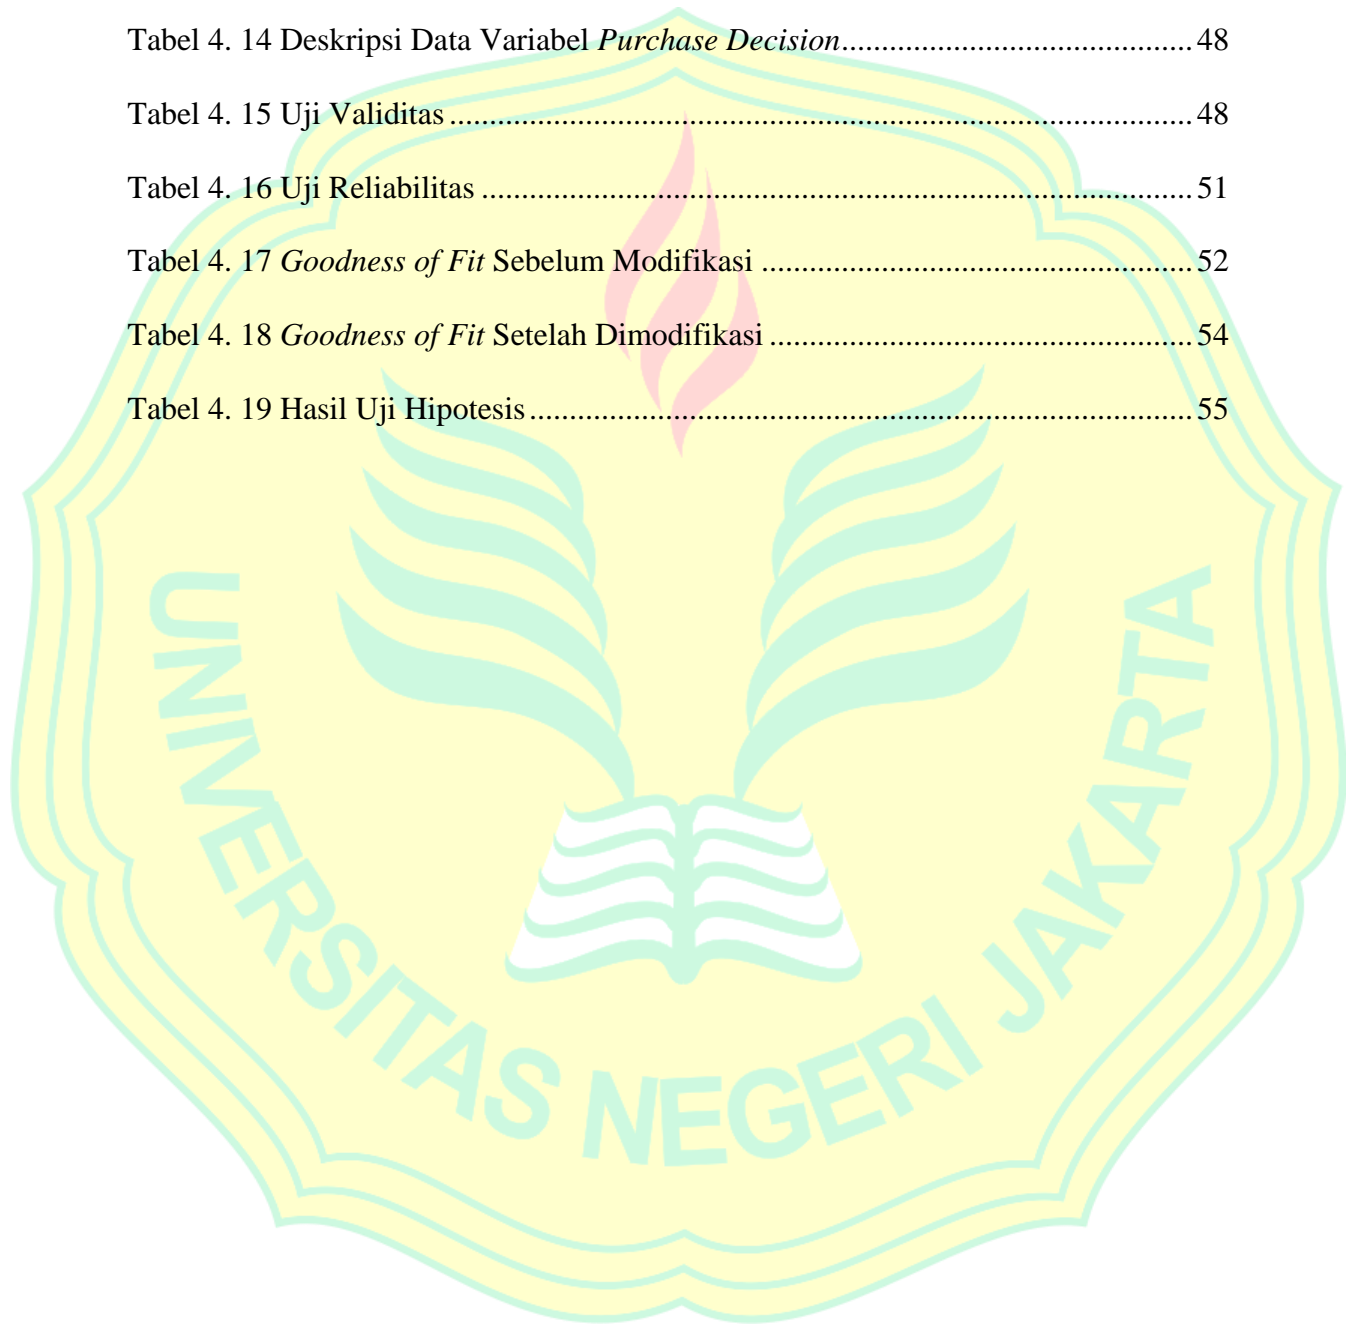 Tabel 4. 14 Deskripsi Data Variabel Purchase Decision............................................48
Tabel 4. 15 Uji Validitas............................................................................................48
Tabel 4. 16 Uji Reliabilitas........................................................................................51
Tabel 4. 17 Goodness of Fit Sebelum Modifikasi.....................................................52
Tabel 4. 18 Goodness of Fit Setelah Dimodifikasi....................................................54
Tabel 4. 19 Hasil Uji Hipotesis..................................................................................55
UNIVERSITAS NEGERI JAKARTA